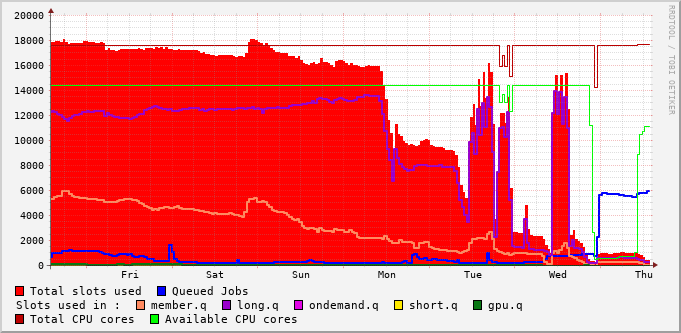 RRDTOOL / TOBI OETIKER
20000
18000
16000
14000
12000
10000
8000
6000
4000
2000
0
Fri Sat Sun Mon Tue Wed Thu
Total slots used Queued Jobs
Slots used in : member.q long.q ondemand.q short.q gpu.q
Total CPU cores Available CPU cores